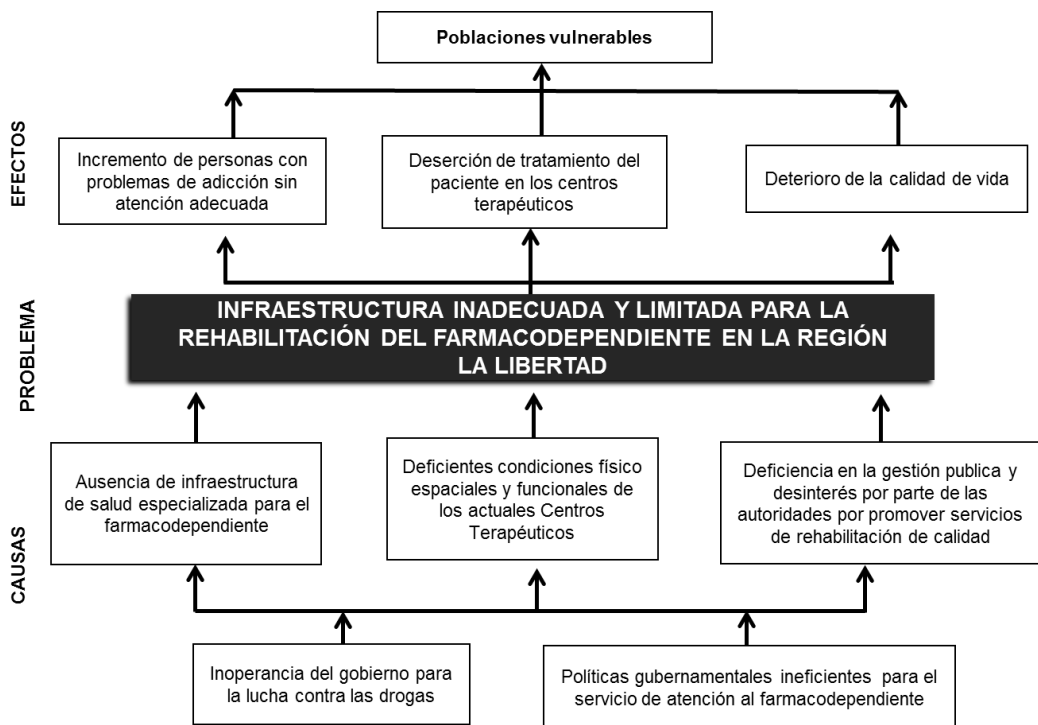 Poblaciones vulnerables
EFECTOS
Incremento de personas con
problemas de adicción sin
atención adecuada
Deserción de tratamiento del
paciente en los centros
terapéuticos
Deterioro de la calidad de vida
PROBLEMA
INFRAESTRUCTURA INADECUADA Y LIMITADA PARA LA
REHABILITACIÓN DEL FARMACODEPENDIENTE EN LA REGIÓN
LA LIBERTAD
CAUSAS
Ausencia de infraestructura
de salud especializada para el
farmacodependiente
Deficientes condiciones físico
espaciales y funcionales de
los actuales Centros
Terapéuticos
Deficiencia en la gestión publica y
desinterés por parte de las
autoridades por promover servicios
de rehabilitación de calidad
Inoperancia del gobierno para
la lucha contra las drogas
Políticas gubernamentales ineficientes para el
servicio de atención al farmacodependiente